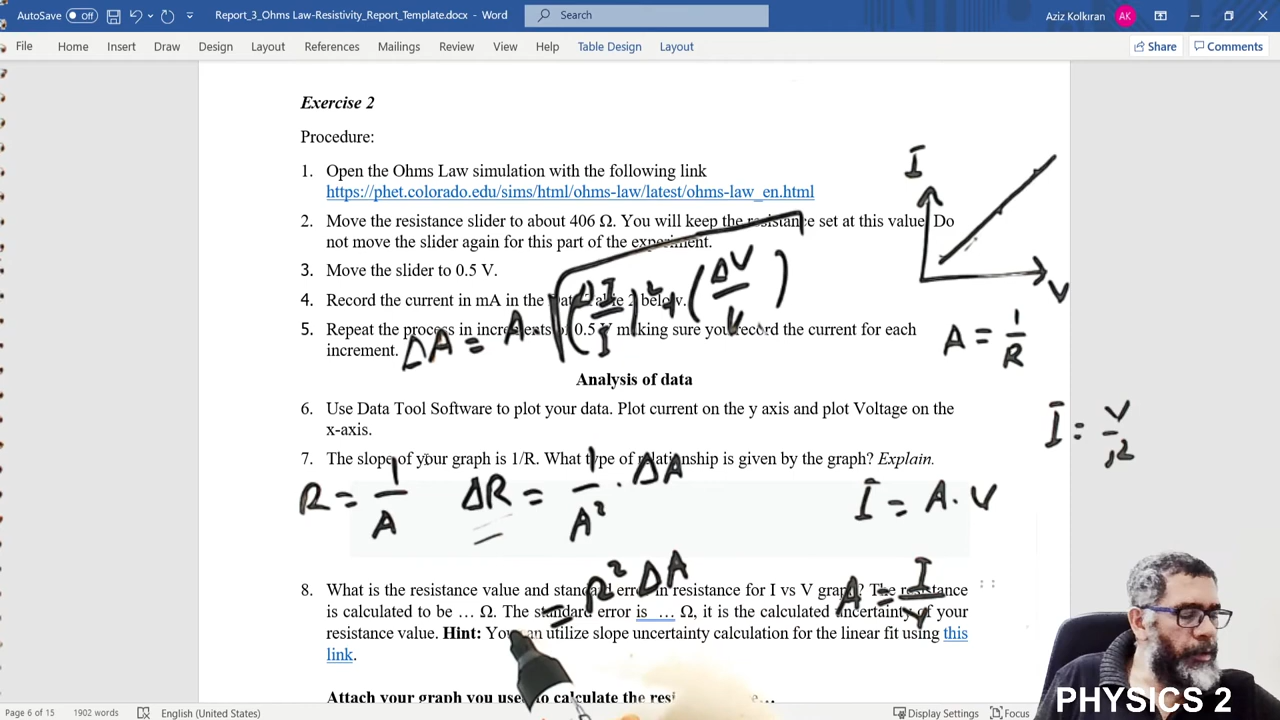 AutoSave Off Report_3_Ohms Law-Resistivity_Report_Template.docx - Word Search Aziz Kolkıran AK
File Home Insert Draw Design Layout References Mailings Review View Help Table Design Layout Share Comments
Exercise 2
Procedure:
1. Open the Ohms Law simulation with the following link
https://phet.colorado.edu/sims/html/ohms-law/latest/ohms-law_en.html
2. Move the resistance slider to about 406 Ω. You will keep the resistance set at this value. Do
not move the slider again for this part of the experiment.
3. Move the slider to 0.5 V.
4. Record the current in mA in the Data Table 2 below.
5. Repeat the process in increments of 0.5 V making sure you record the current for each
increment.
I
V
ΔA = A · √(ΔI/I)² + (ΔV/V)
A = 1/R
Analysis of data
6. Use Data Tool Software to plot your data. Plot current on the y axis and plot Voltage on the
x-axis.
I = V/R
7. The slope of your graph is 1/R. What type of relationship is given by the graph? Explain.
R = 1/A ΔR = 1/A² · ΔA I = A · V
= R² ΔA A = I/V
8. What is the resistance value and standard error in resistance for I vs V graph? The resistance
is calculated to be … Ω. The standard error is … Ω, it is the calculated uncertainty of your
resistance value. Hint: You can utilize slope uncertainty calculation for the linear fit using this
link.
Attach your graph you used to calculate the resi
PHYSICS 2
Page 6 of 15 1902 words English (United States) Display Settings Focus